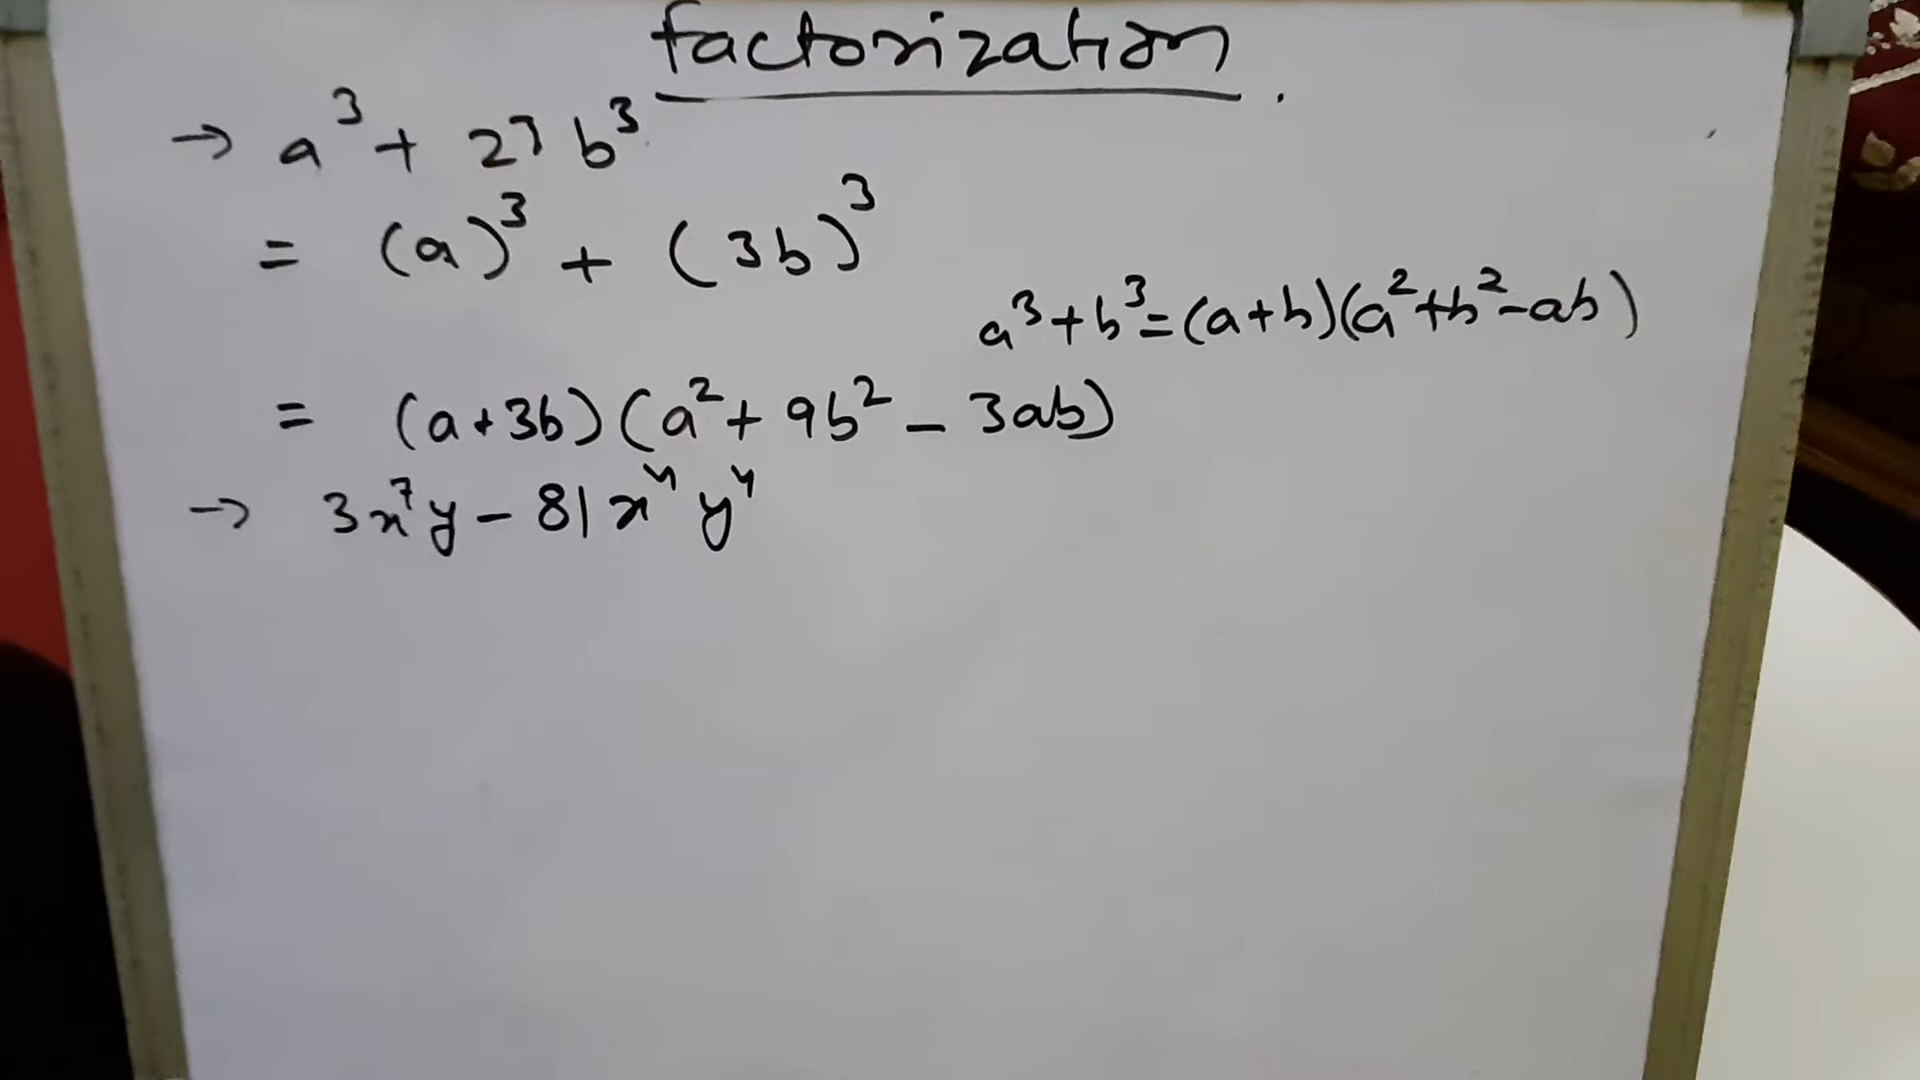 factorization.
→ a³ + 27 b³
= (a)³ + (3b)³
a³+b³=(a+b)(a²+b²-ab)
= (a+3b)(a²+ 9b² - 3ab)
→ 3x⁷y - 81x⁴y⁴